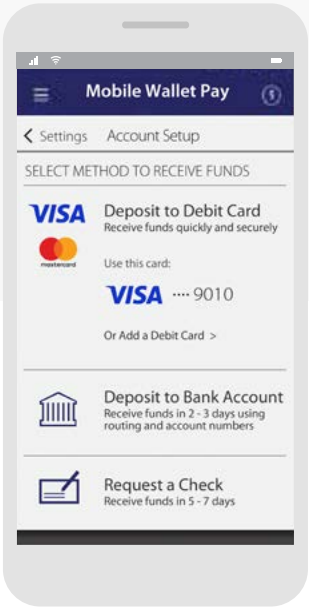 Mobile Wallet Pay
Settings Account Setup
SELECT METHOD TO RECEIVE FUNDS
VISA
mastercard
Deposit to Debit Card
Receive funds quickly and securely
Use this card:
VISA ···· 9010
Or Add a Debit Card >
Deposit to Bank Account
Receive funds in 2 - 3 days using
routing and account numbers
Request a Check
Receive funds in 5 - 7 days